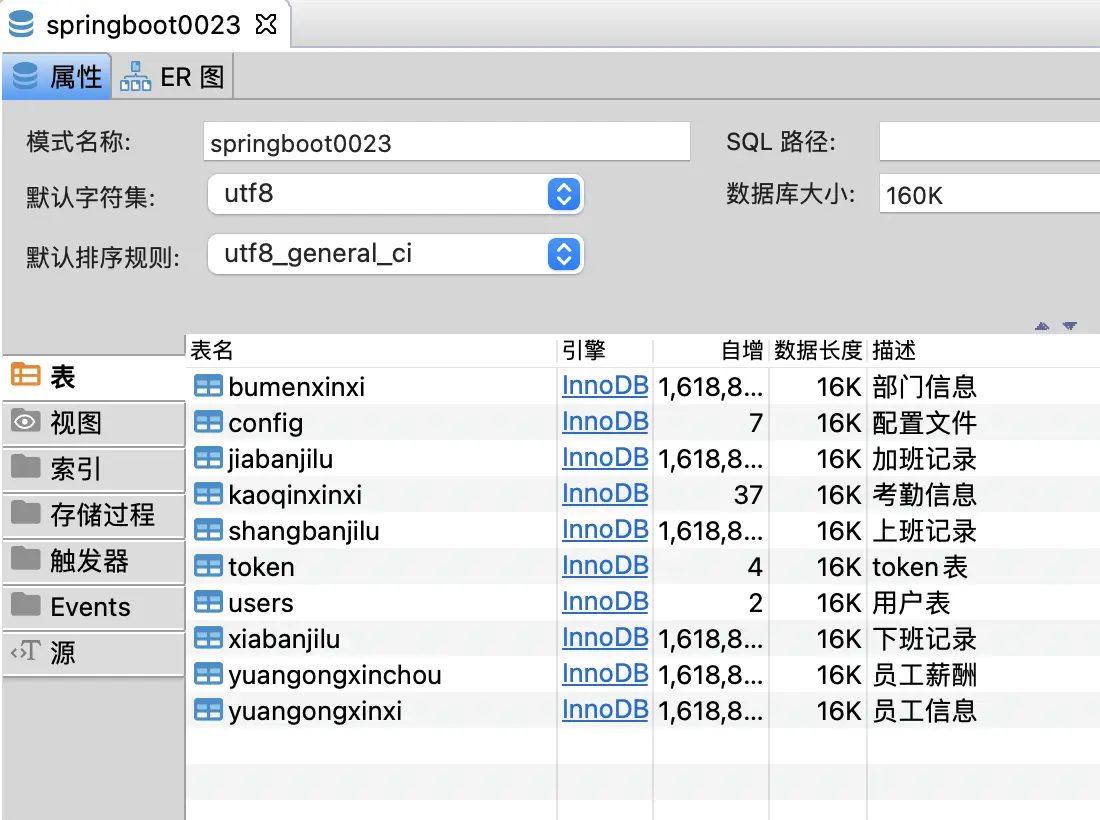 springboot0023
属性 ER 图
模式名称: springboot0023 SQL 路径:
默认字符集: utf8 数据库大小: 160K
默认排序规则: utf8_general_ci
表
视图
索引
存储过程
触发器
Events
源
表名 引擎 自增 数据长度 描述
bumenxinxi InnoDB 1,618,8... 16K 部门信息
config InnoDB 7 16K 配置文件
jiabanjilu InnoDB 1,618,8... 16K 加班记录
kaoqinxinxi InnoDB 37 16K 考勤信息
shangbanjilu InnoDB 1,618,8... 16K 上班记录
token InnoDB 4 16K token表
users InnoDB 2 16K 用户表
xiabanjilu InnoDB 1,618,8... 16K 下班记录
yuangongxinchou InnoDB 1,618,8... 16K 员工薪酬
yuangongxinxi InnoDB 1,618,8... 16K 员工信息